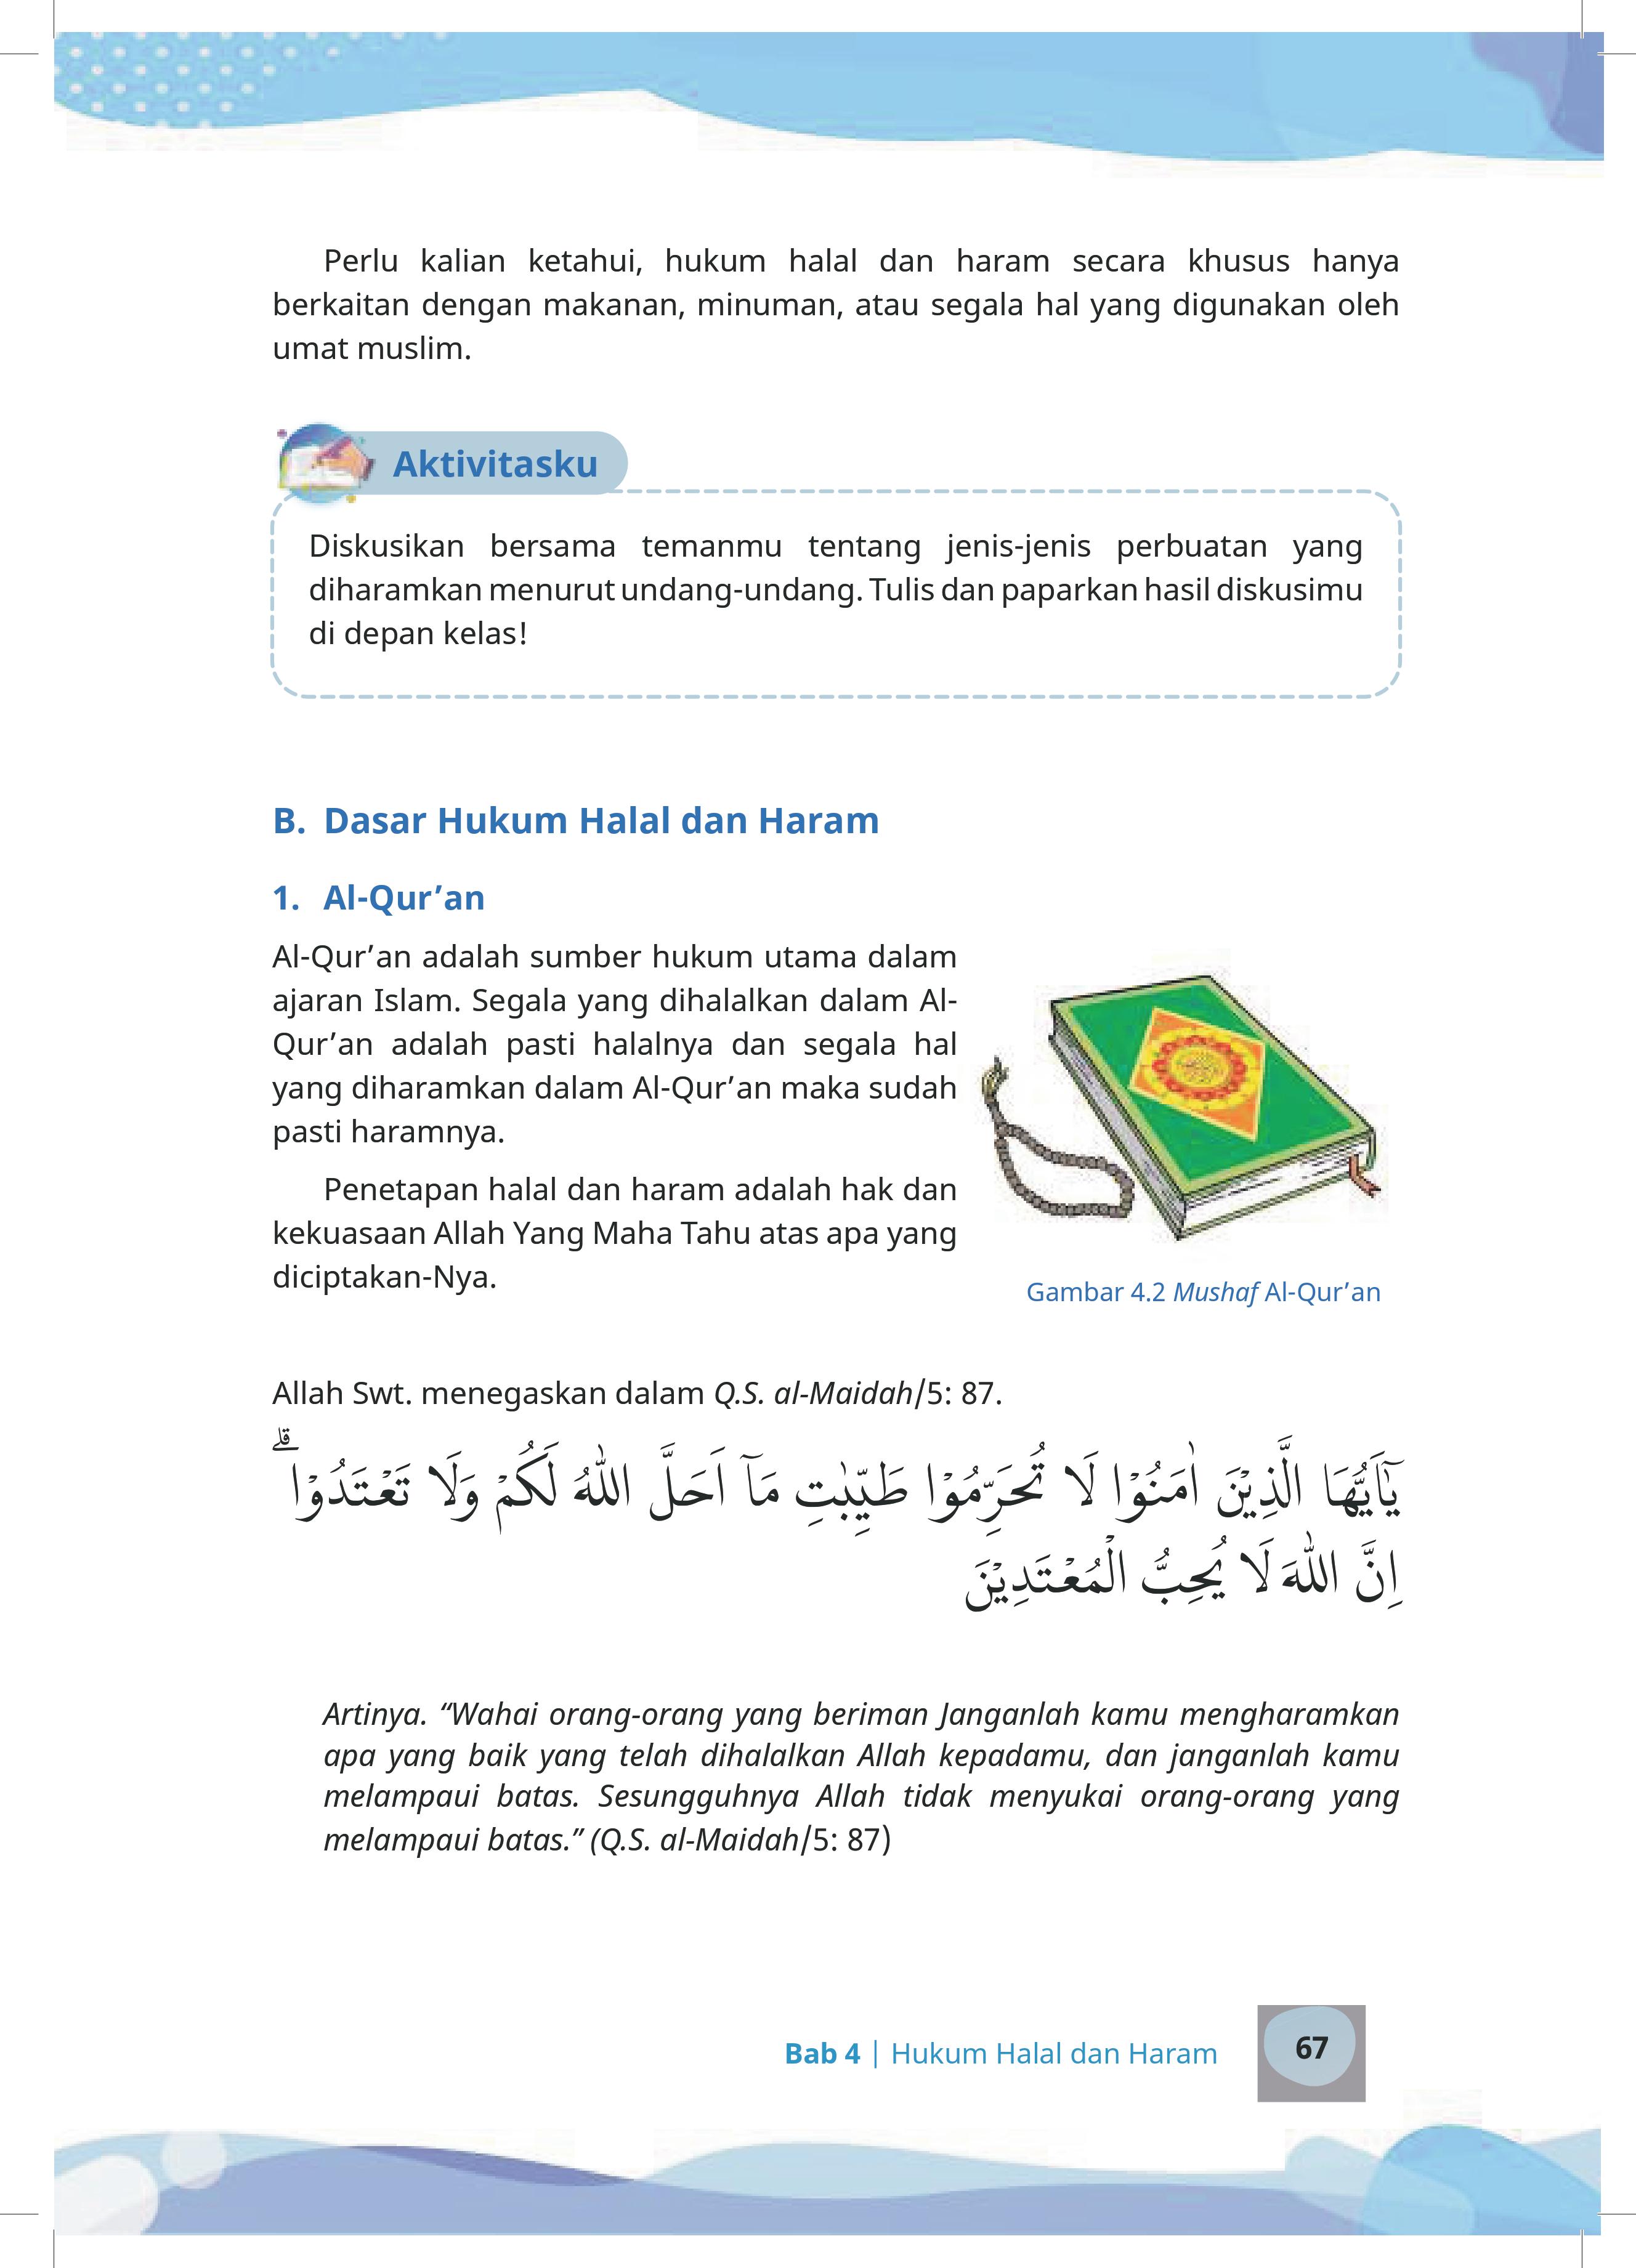 Perlu kalian ketahui, hukum halal dan haram secara khusus hanya
berkaitan dengan makanan, minuman, atau segala hal yang digunakan oleh
umat muslim.
Aktivitasku
Diskusikan bersama temanmu tentang jenis-jenis perbuatan yang
diharamkan menurut undang-undang. Tulis dan paparkan hasil diskusimu
di depan kelas!
B. Dasar Hukum Halal dan Haram
1. Al-Qur’an
Al-Qur’an adalah sumber hukum utama dalam
ajaran Islam. Segala yang dihalalkan dalam Al-
Qur’an adalah pasti halalnya dan segala hal
yang diharamkan dalam Al-Qur’an maka sudah
pasti haramnya.
Penetapan halal dan haram adalah hak dan
kekuasaan Allah Yang Maha Tahu atas apa yang
diciptakan-Nya.
Gambar 4.2 Mushaf Al-Qur’an
Allah Swt. menegaskan dalam Q.S. al-Maidah/5: 87.
يٰٓاَيُّهَا الَّذِيْنَ اٰمَنُوْا لَا تُحَرِّمُوْا طَيِّبٰتِ مَآ اَحَلَّ اللّٰهُ لَكُمْ وَلَا تَعْتَدُوْاۗ
اِنَّ اللّٰهَ لَا يُحِبُّ الْمُعْتَدِيْنَ
Artinya. “Wahai orang-orang yang beriman Janganlah kamu mengharamkan
apa yang baik yang telah dihalalkan Allah kepadamu, dan janganlah kamu
melampaui batas. Sesungguhnya Allah tidak menyukai orang-orang yang
melampaui batas.” (Q.S. al-Maidah/5: 87)
Bab 4 | Hukum Halal dan Haram
67